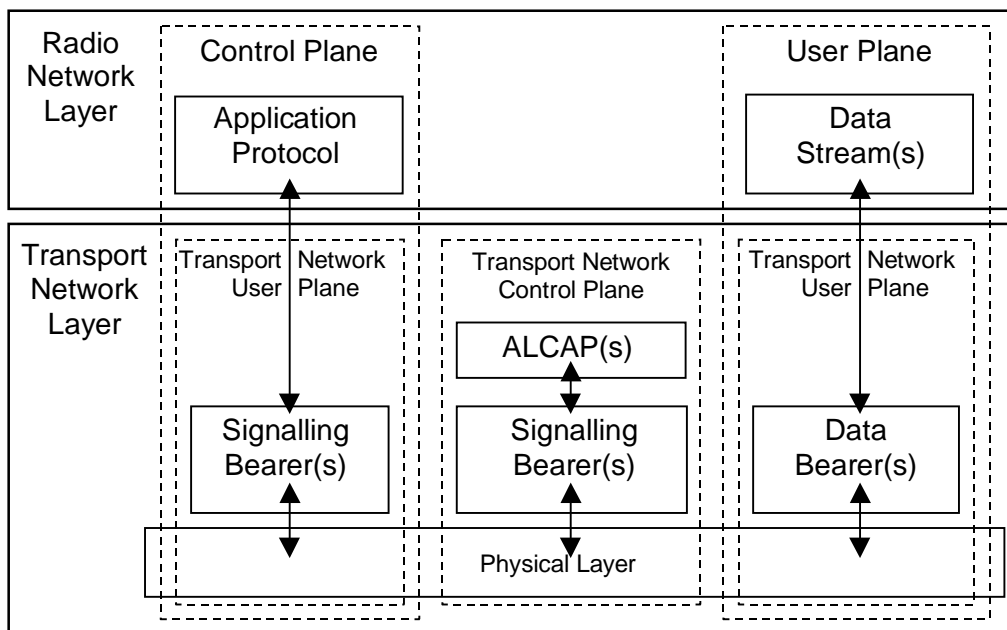 Radio
Network
Layer
Control Plane
User Plane
Application
Protocol
Data
Stream(s)
Transport
Network
Layer
Transport Network
User Plane
Transport Network
Control Plane
Transport Network
User Plane
ALCAP(s)
Signalling
Bearer(s)
Signalling
Bearer(s)
Data
Bearer(s)
Physical Layer